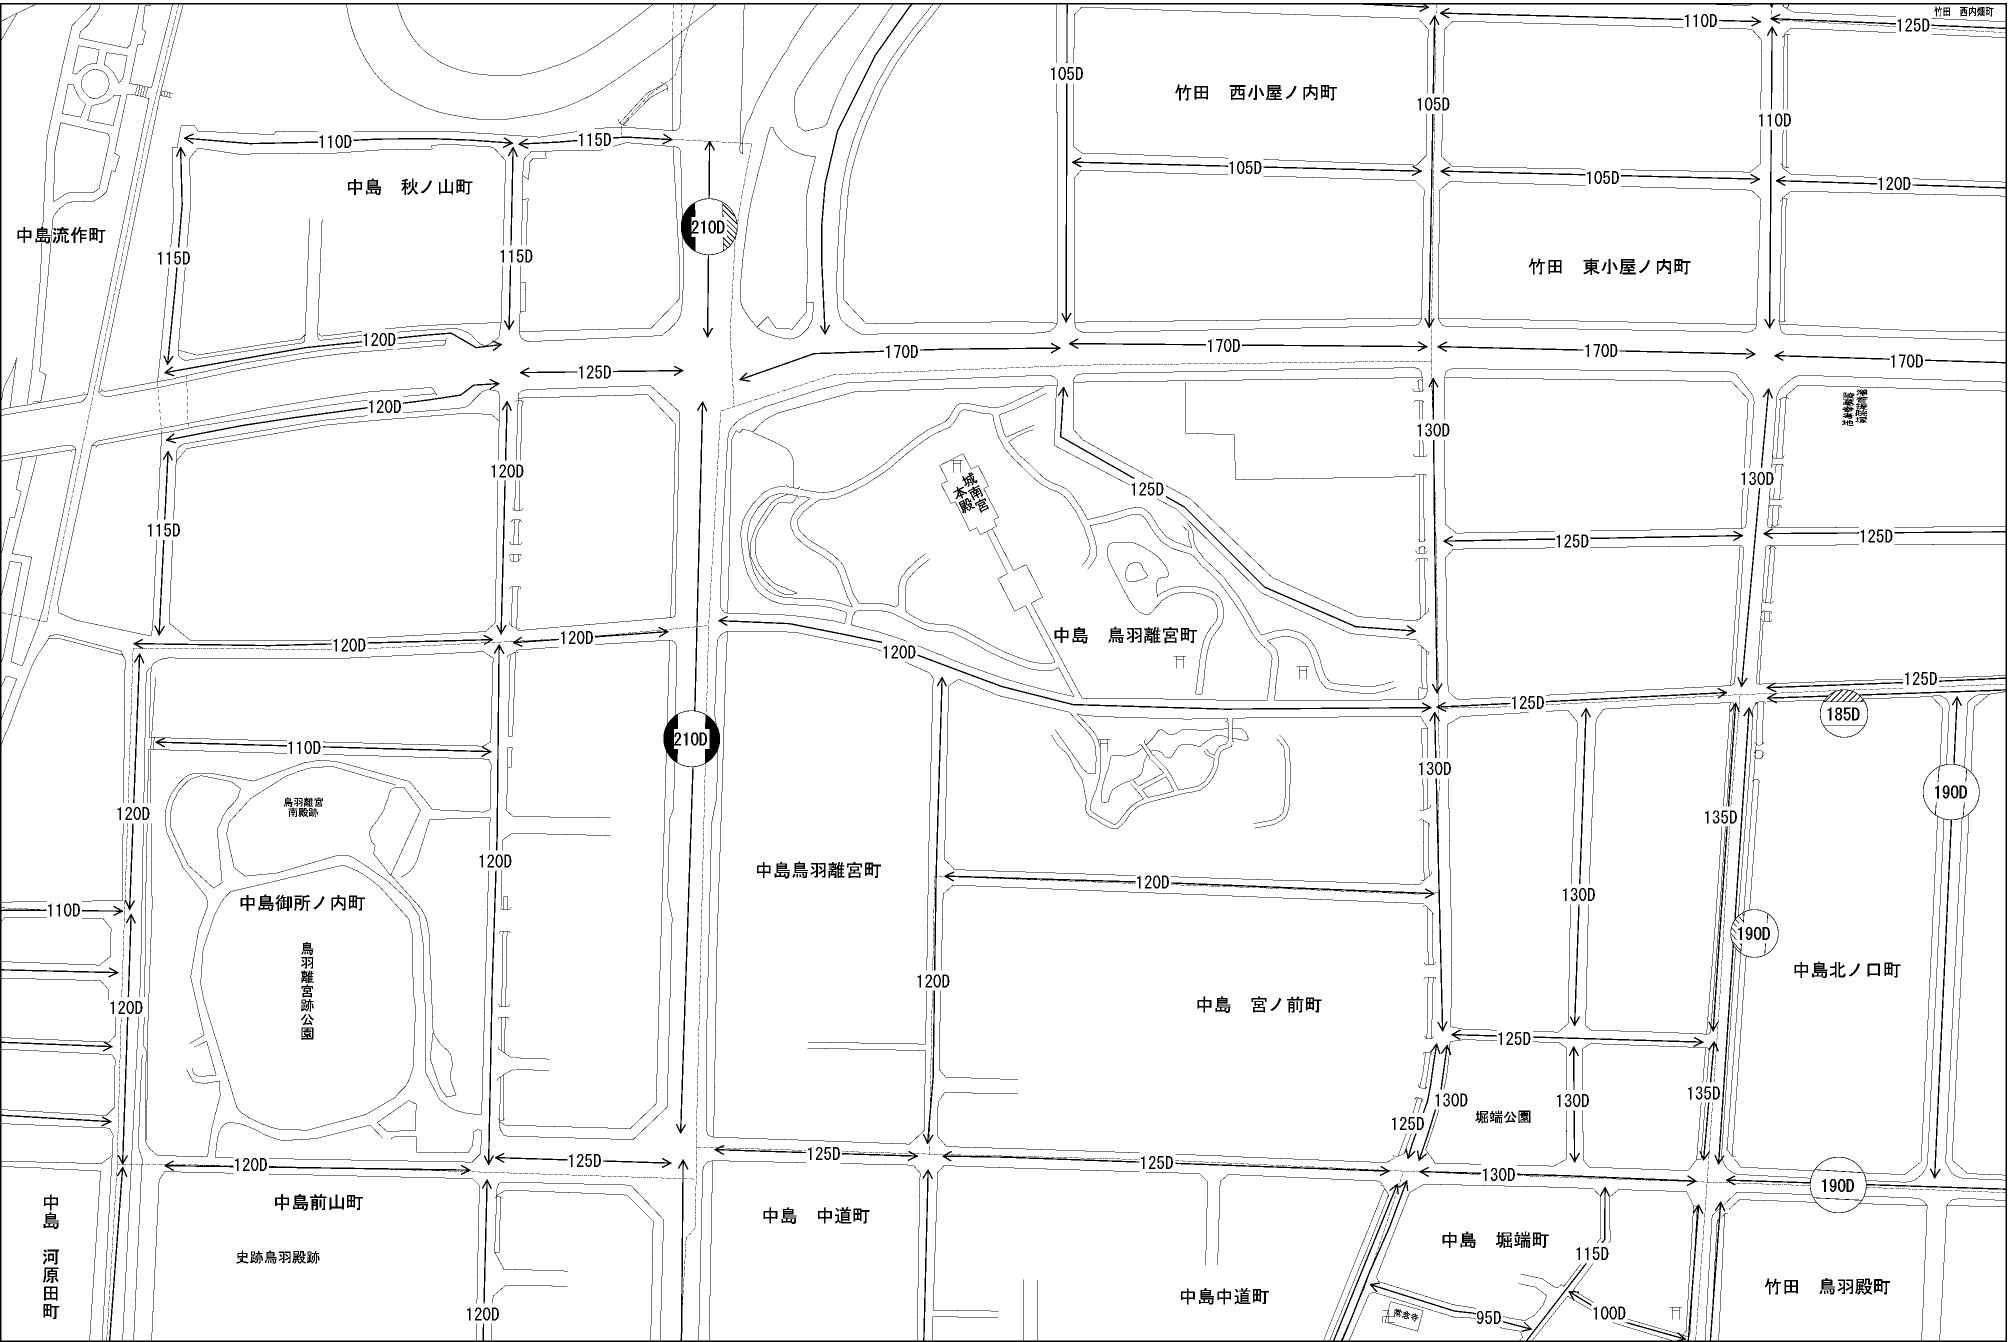 竹田　西内畑町
110D
125D
105D
竹田　西小屋ノ内町
105D
110D
110D
115D
中島　秋ノ山町
105D
105D
120D
中島流作町
210D
115D
115D
竹田　東小屋ノ内町
120D
125D
170D
170D
170D
170D
120D
120D
130D
130D
125D
城南宮
本殿
115D
125D
125D
120D
120D
120D
中島　鳥羽離宮町
125D
125D
185D
110D
210D
130D
190D
鳥羽離宮
南殿跡
120D
135D
120D
中島鳥羽離宮町
120D
130D
中島御所ノ内町
110D
190D
鳥羽離宮跡公園
120D
120D
中島　宮ノ前町
中島北ノ口町
125D
130D
130D
135D
125D
堀端公園
120D
125D
125D
125D
130D
190D
中島前山町
中島　中道町
中島　堀端町
中島　河原田町
史跡鳥羽殿跡
115D
竹田　鳥羽殿町
中島中道町
120D
95D
100D
常念寺